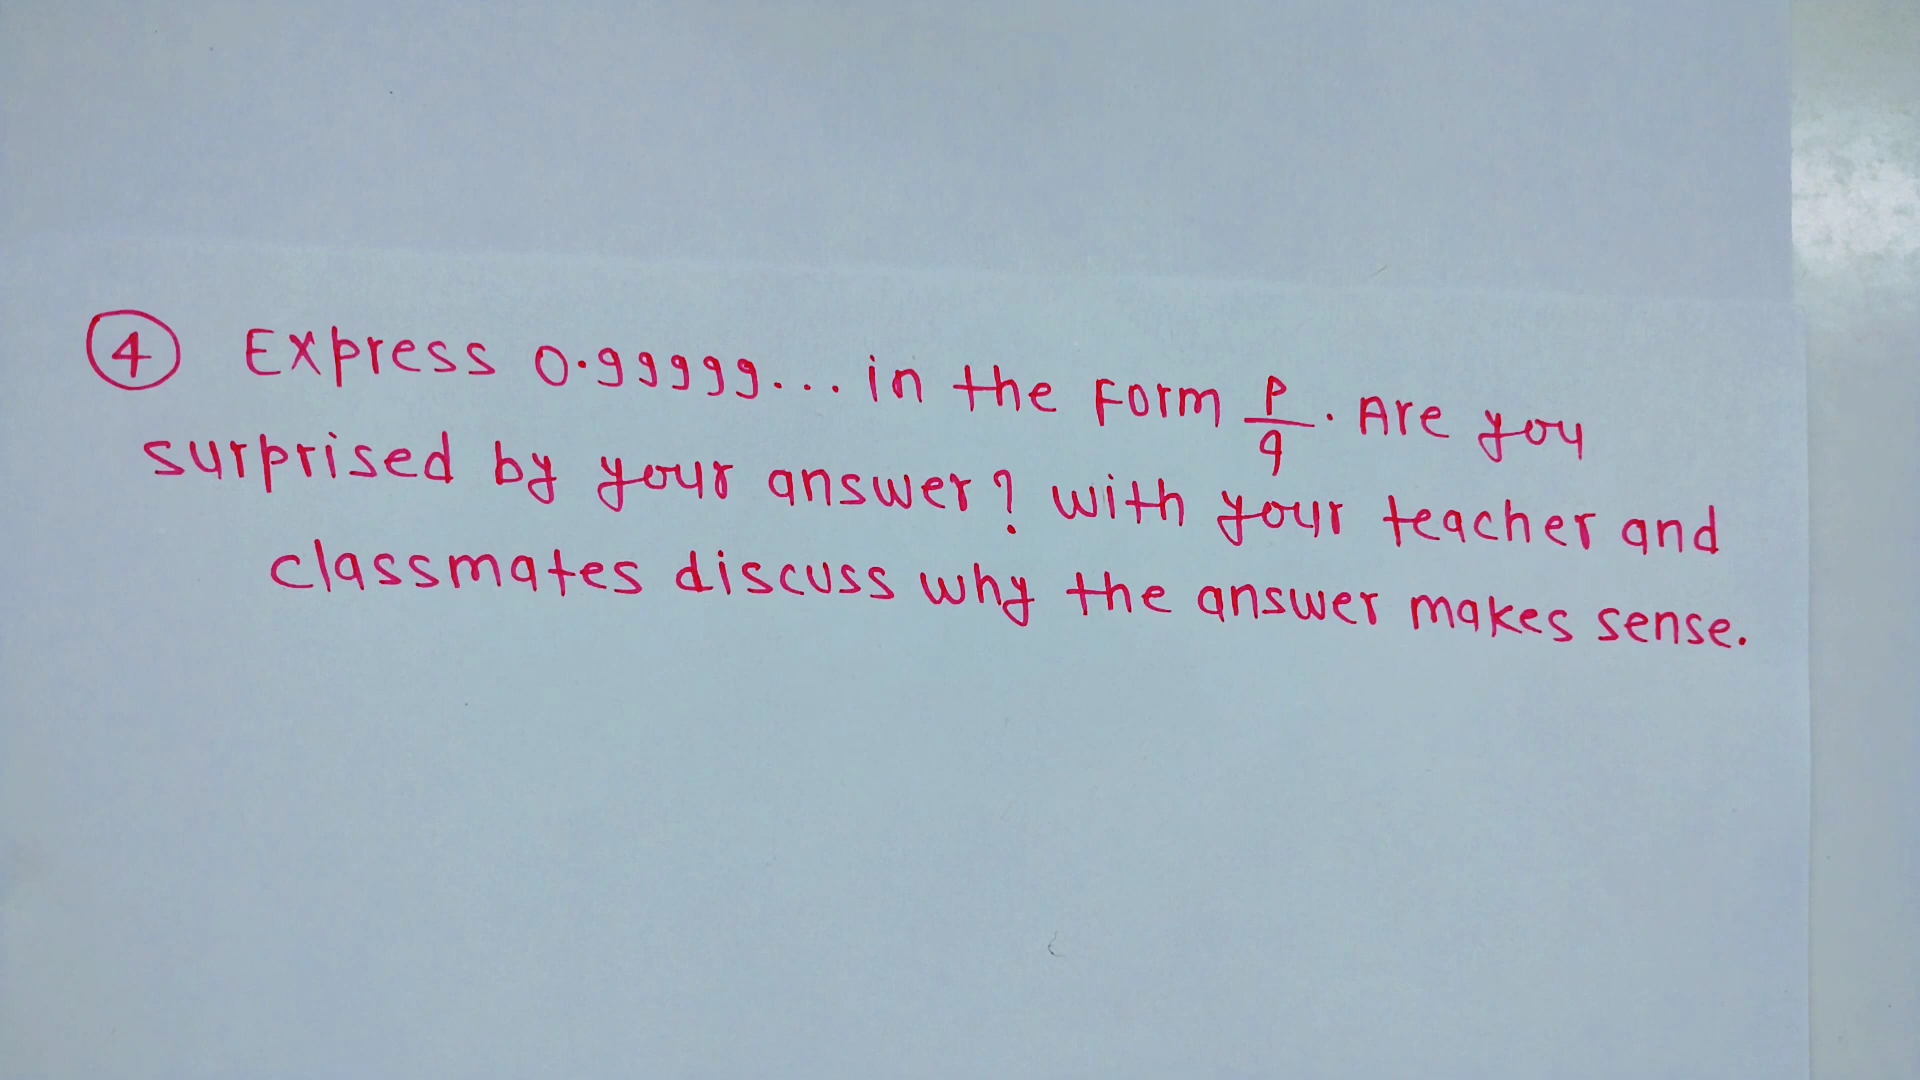 ④ Express 0.99999... in the Form p/q. Are you
surprised by your answer? with your teacher and
classmates discuss why the answer makes sense.